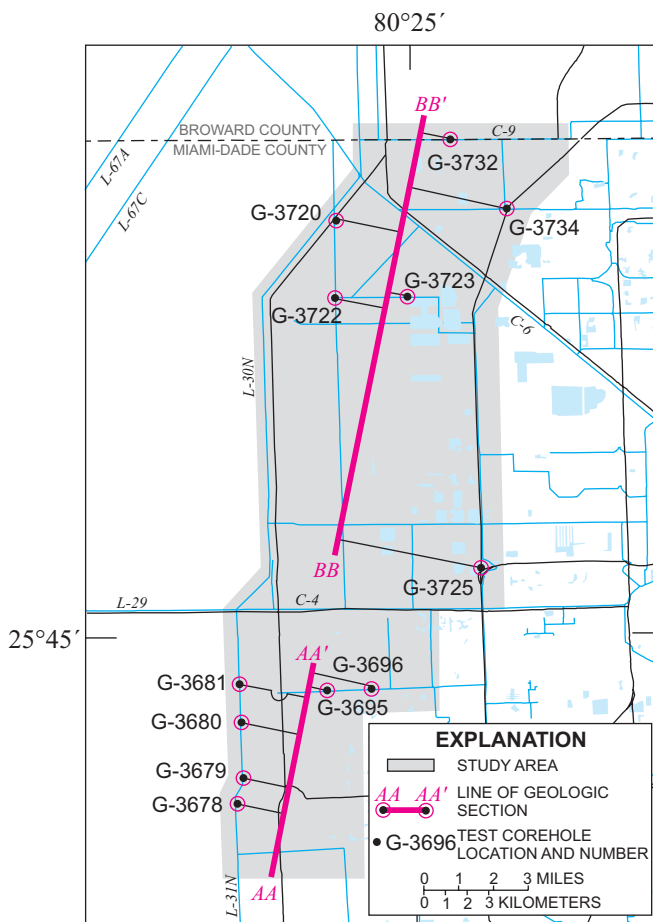 80°25´
BB'
BROWARD COUNTY
C-9
MIAMI-DADE COUNTY
L-67A
G-3732
L-67C
G-3720
G-3734
G-3723
G-3722
C-6
L-30N
BB
G-3725
L-29
C-4
25°45´
AA'
G-3696
G-3681
G-3695
G-3680
G-3679
G-3678
AA
L-31N
EXPLANATION
STUDY AREA
AA AA' LINE OF GEOLOGIC
SECTION
G-3696 TEST COREHOLE
LOCATION AND NUMBER
0 1 2 3 MILES
0 1 2 3 KILOMETERS